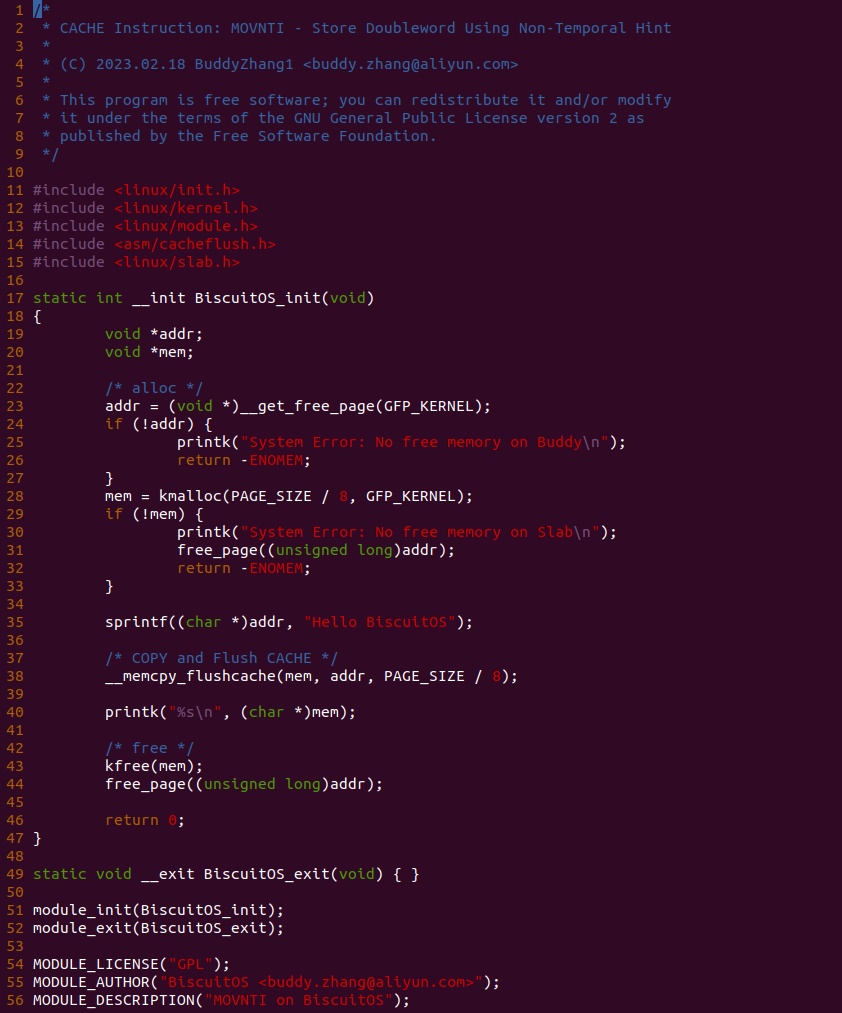 1 /*
2  * CACHE Instruction: MOVNTI - Store Doubleword Using Non-Temporal Hint
3  *
4  * (C) 2023.02.18 BuddyZhang1 <buddy.zhang@aliyun.com>
5  *
6  * This program is free software; you can redistribute it and/or modify
7  * it under the terms of the GNU General Public License version 2 as
8  * published by the Free Software Foundation.
9  */
10
11 #include <linux/init.h>
12 #include <linux/kernel.h>
13 #include <linux/module.h>
14 #include <asm/cacheflush.h>
15 #include <linux/slab.h>
16
17 static int __init BiscuitOS_init(void)
18 {
19         void *addr;
20         void *mem;
21
22         /* alloc */
23         addr = (void *)__get_free_page(GFP_KERNEL);
24         if (!addr) {
25                 printk("System Error: No free memory on Buddy\n");
26                 return -ENOMEM;
27         }
28         mem = kmalloc(PAGE_SIZE / 8, GFP_KERNEL);
29         if (!mem) {
30                 printk("System Error: No free memory on Slab\n");
31                 free_page((unsigned long)addr);
32                 return -ENOMEM;
33         }
34
35         sprintf((char *)addr, "Hello BiscuitOS");
36
37         /* COPY and Flush CACHE */
38         __memcpy_flushcache(mem, addr, PAGE_SIZE / 8);
39
40         printk("%s\n", (char *)mem);
41
42         /* free */
43         kfree(mem);
44         free_page((unsigned long)addr);
45
46         return 0;
47 }
48
49 static void __exit BiscuitOS_exit(void) { }
50
51 module_init(BiscuitOS_init);
52 module_exit(BiscuitOS_exit);
53
54 MODULE_LICENSE("GPL");
55 MODULE_AUTHOR("BiscuitOS <buddy.zhang@aliyun.com>");
56 MODULE_DESCRIPTION("MOVNTI on BiscuitOS");